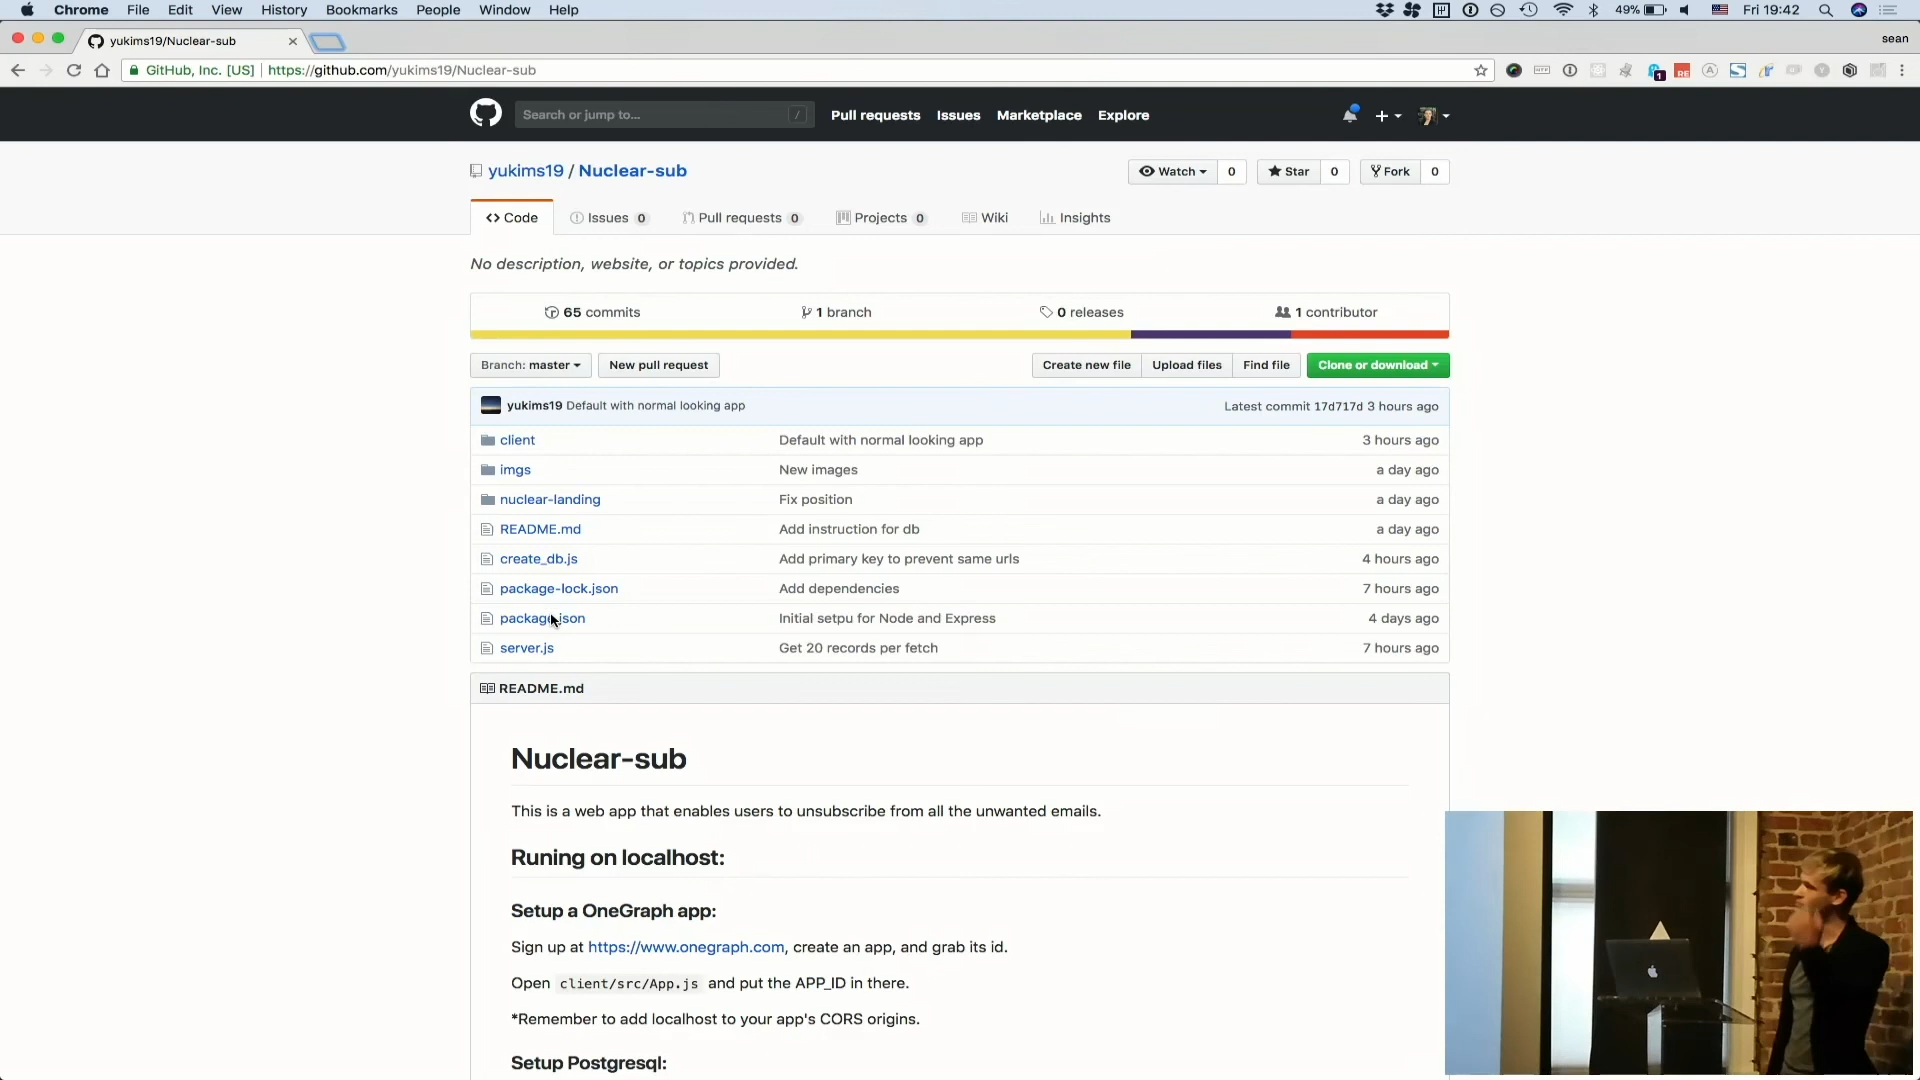 Chrome File Edit View History Bookmarks People Window Help 49% Fri 19:42
yukims19/Nuclear-sub sean
GitHub, Inc. [US] https://github.com/yukims19/Nuclear-sub
Search or jump to... / Pull requests Issues Marketplace Explore
yukims19 / Nuclear-sub Watch 0 Star 0 Fork 0
Code Issues 0 Pull requests 0 Projects 0 Wiki Insights
No description, website, or topics provided.
65 commits 1 branch 0 releases 1 contributor
Branch: master New pull request Create new file Upload files Find file Clone or download
yukims19 Default with normal looking app Latest commit 17d717d 3 hours ago
client Default with normal looking app 3 hours ago
imgs New images a day ago
nuclear-landing Fix position a day ago
README.md Add instruction for db a day ago
create_db.js Add primary key to prevent same urls 4 hours ago
package-lock.json Add dependencies 7 hours ago
package.json Initial setpu for Node and Express 4 days ago
server.js Get 20 records per fetch 7 hours ago
README.md
Nuclear-sub
This is a web app that enables users to unsubscribe from all the unwanted emails.
Runing on localhost:
Setup a OneGraph app:
Sign up at https://www.onegraph.com, create an app, and grab its id.
Open client/src/App.js and put the APP_ID in there.
*Remember to add localhost to your app's CORS origins.
Setup Postgresql: